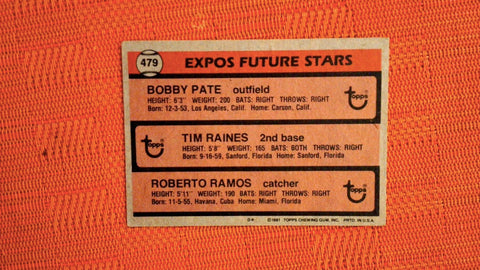 479 EXPOS FUTURE STARS
BOBBY PATE outfield
HEIGHT: 6'3" WEIGHT: 200 BATS: RIGHT THROWS: RIGHT
Born: 12-3-53, Los Angeles, Calif. Home: Carson, Calif.
Topps
TIM RAINES 2nd base
HEIGHT: 5'8" WEIGHT: 165 BATS: BOTH THROWS: RIGHT
Born: 9-16-59, Sanford, Florida Home: Sanford, Florida
Topps
ROBERTO RAMOS catcher
HEIGHT: 5'11" WEIGHT: 190 BATS: RIGHT THROWS: RIGHT
Born: 11-5-55, Havana, Cuba Home: Miami, Florida
Topps
©1981 TOPPS CHEWING GUM, INC. PRTD. IN U.S.A.